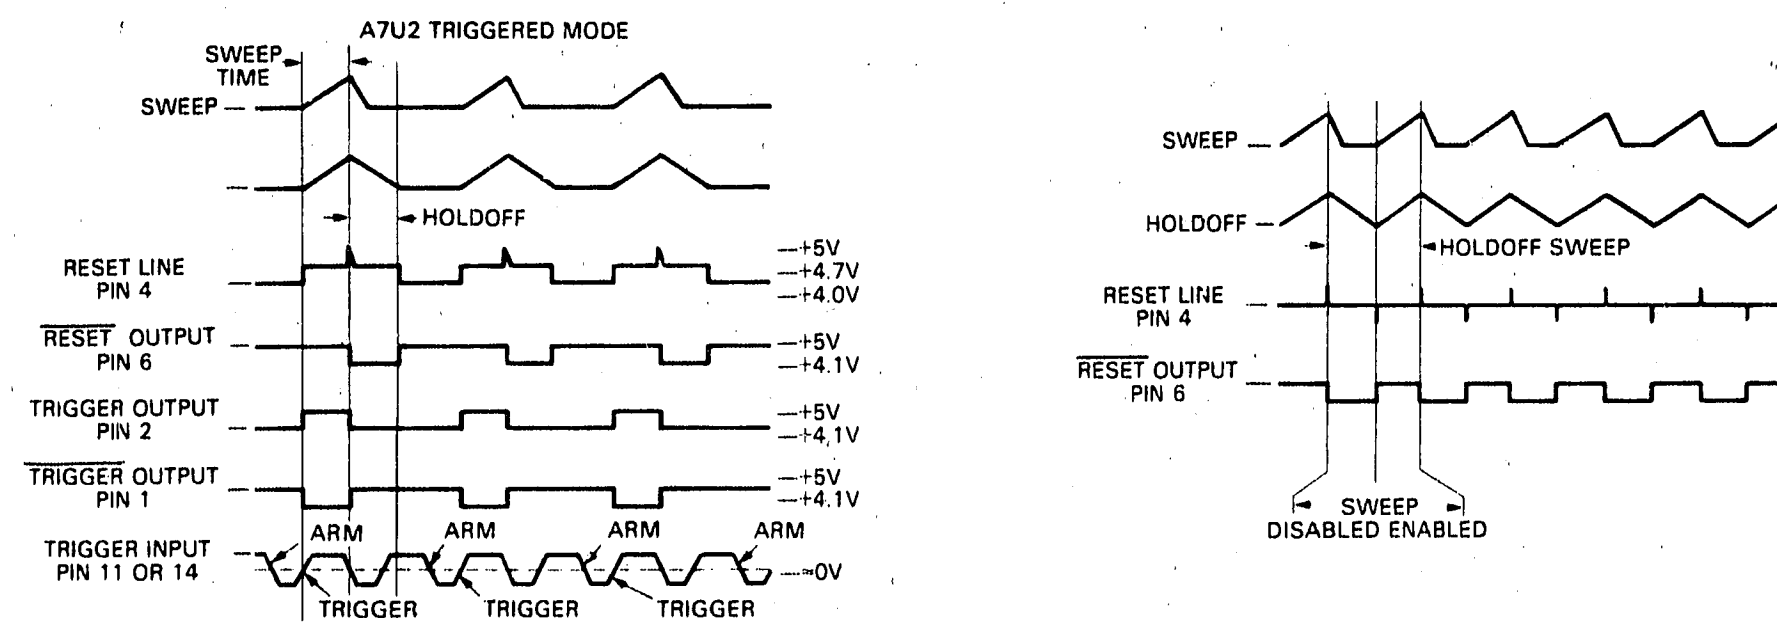 A7U2 TRIGGERED MODE
SWEEP
TIME
SWEEP
HOLDOFF
RESET LINE
PIN 4
+5V
+4.7V
+4.0V
RESET OUTPUT
PIN 6
+5V
+4.1V
TRIGGER OUTPUT
PIN 2
+5V
+4.1V
TRIGGER OUTPUT
PIN 1
+5V
+4.1V
ARM ARM ARM ARM
TRIGGER INPUT
PIN 11 OR 14
≈0V
TRIGGER TRIGGER TRIGGER
SWEEP
HOLDOFF
HOLDOFF SWEEP
RESET LINE
PIN 4
RESET OUTPUT
PIN 6
SWEEP
DISABLED ENABLED